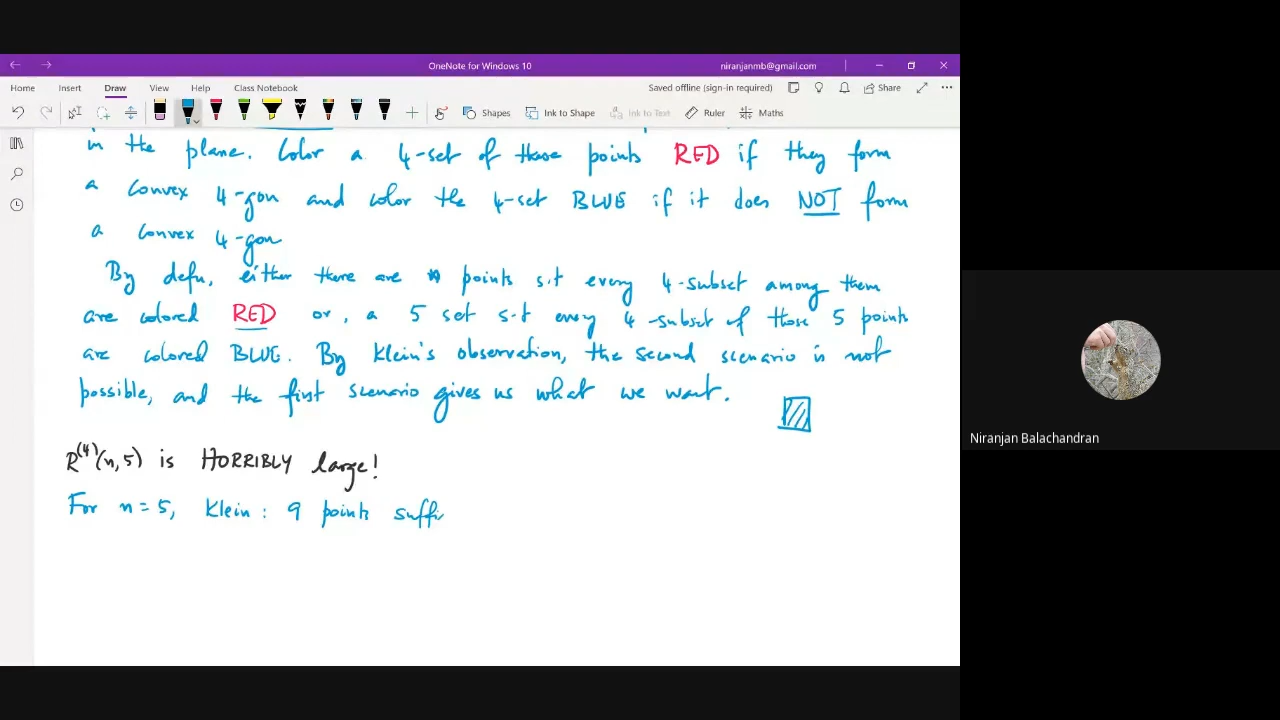 OneNote for Windows 10
niranjanmb@gmail.com
Home Insert Draw View Help Class Notebook
Saved offline (sign-in required)
Share
Shapes Ink to Shape Ink to Text Ruler Maths
in the plane. Color a 4-set of those points RED if they form
a convex 4-gon and color the 4-set BLUE if it does NOT form
a convex 4-gon
By defn, either there are n points s.t every 4-subset among them
are colored RED or, a 5 set s.t every 4-subset of those 5 points
are colored BLUE. By Klein's observation, the second scenario is not
possible, and the first scenario gives us what we want.
R^(4)(n,5) is HORRIBLY large!
For n=5, Klein: 9 points suffi
Niranjan Balachandran